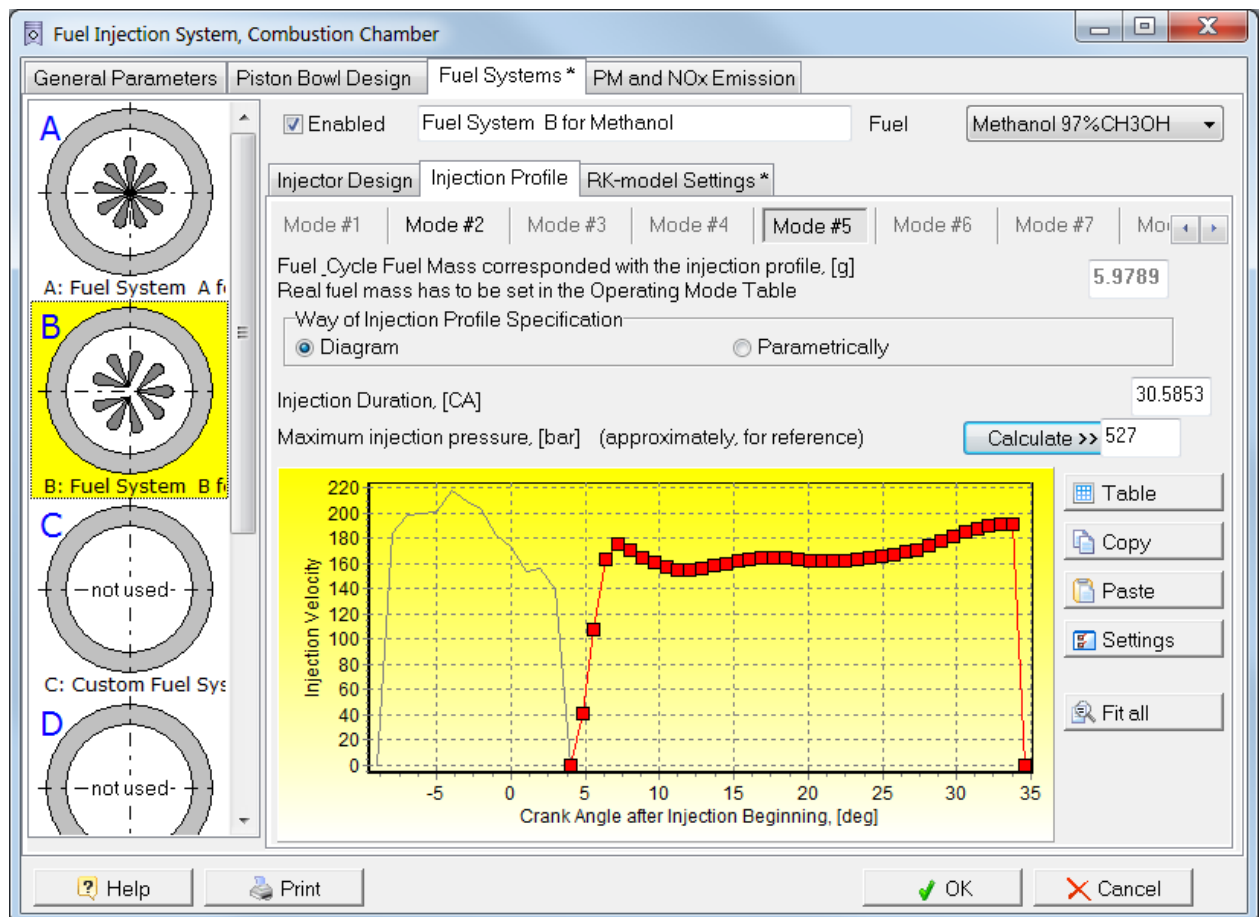 Fuel Injection System, Combustion Chamber
General Parameters Piston Bowl Design Fuel Systems * PM and NOx Emission
A
A: Fuel System A f
B
B: Fuel System B f
C
-not used-
C: Custom Fuel Sys
D
-not used-
Enabled Fuel System B for Methanol Fuel Methanol 97%CH3OH
Injector Design Injection Profile RK-model Settings *
Mode #1 Mode #2 Mode #3 Mode #4 Mode #5 Mode #6 Mode #7 Mo
Fuel_Cycle Fuel Mass corresponded with the injection profile, [g] 5.9789
Real fuel mass has to be set in the Operating Mode Table
Way of Injection Profile Specification
Diagram Parametrically
Injection Duration, [CA] 30.5853
Maximum injection pressure, [bar] (approximately, for reference) Calculate >> 527
Injection Velocity
220
200
180
160
140
120
100
80
60
40
20
0
-5 0 5 10 15 20 25 30 35
Crank Angle after Injection Beginning, [deg]
Table
Copy
Paste
Settings
Fit all
Help Print OK Cancel